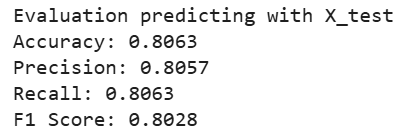 Evaluation predicting with X_test
Accuracy: 0.8063
Precision: 0.8057
Recall: 0.8063
F1 Score: 0.8028